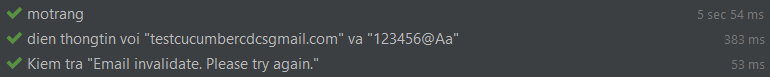 motrang 5 sec 54 ms
dien thongtin voi "testcucumbercdcsgmail.com" va "123456@Aa" 383 ms
Kiem tra "Email invalidate. Please try again." 53 ms